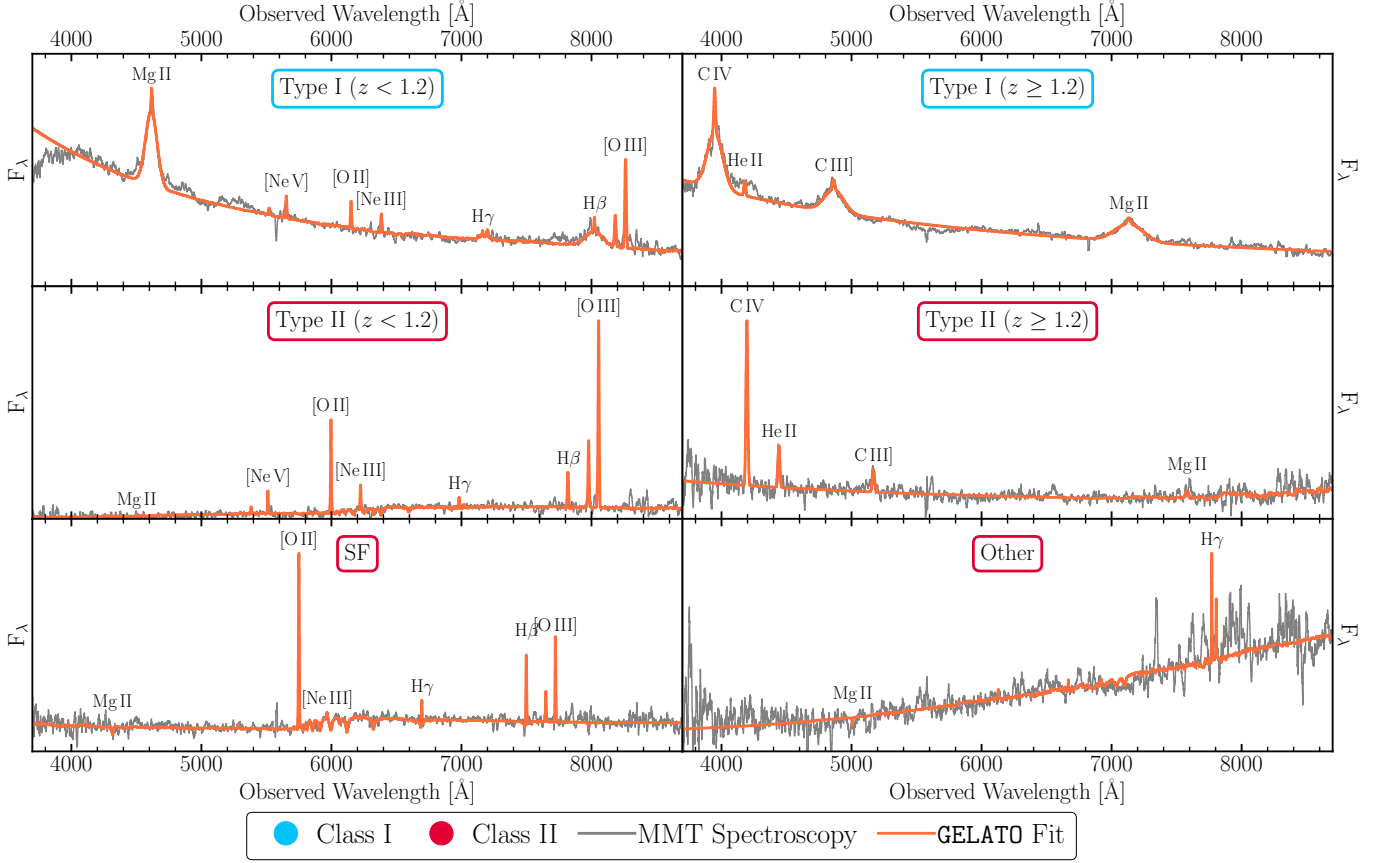 Observed Wavelength [Å] Observed Wavelength [Å]
4000 5000 6000 7000 8000 4000 5000 6000 7000 8000
Mg II Type I (z < 1.2) [O III] [Ne V] [O II] [Ne III] Hγ Hβ
F_λ
C IV Type I (z ≥ 1.2) He II C III] Mg II
F_λ
Type II (z < 1.2) [O III] [O II] [Ne V] [Ne III] Hβ Hγ Mg II
F_λ
C IV Type II (z ≥ 1.2) He II C III] Mg II
F_λ
[O II] SF Hβ [O III] [Ne III] Hγ Mg II
F_λ
Other Hγ Mg II
F_λ
4000 5000 6000 7000 8000 4000 5000 6000 7000 8000
Observed Wavelength [Å] Observed Wavelength [Å]
Class I Class II MMT Spectroscopy GELATO Fit